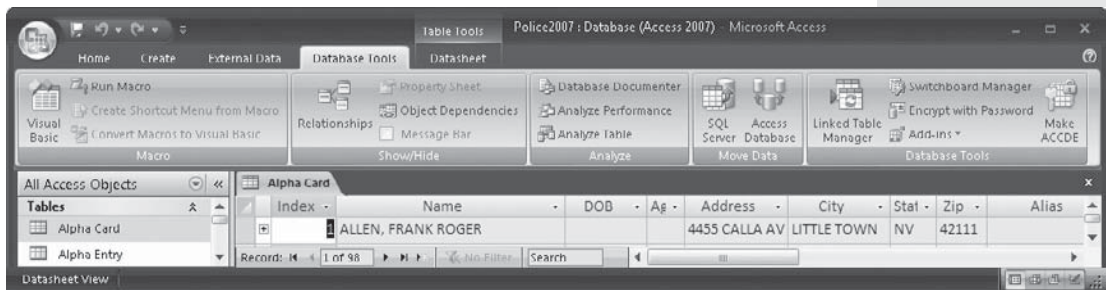 Table Tools Police2007 : Database (Access 2007) - Microsoft Access
Home Create External Data Database Tools Datasheet
Visual Basic
Run Macro
Create Shortcut Menu from Macro
Convert Macros to Visual Basic
Macro
Relationships
Property Sheet
Object Dependencies
Message Bar
Show/Hide
Database Documenter
Analyze Performance
Analyze Table
Analyze
SQL Server
Access Database
Move Data
Linked Table Manager
Switchboard Manager
Encrypt with Password
Add-Ins
Make ACCDE
Database Tools
All Access Objects
Tables
Alpha Card
Alpha Entry
Alpha Card
Index Name DOB Ag Address City Stat Zip Alias
1 ALLEN, FRANK ROGER 4455 CALLA AV LITTLE TOWN NV 42111
Record: 1 of 98 No Filter Search
Datasheet View